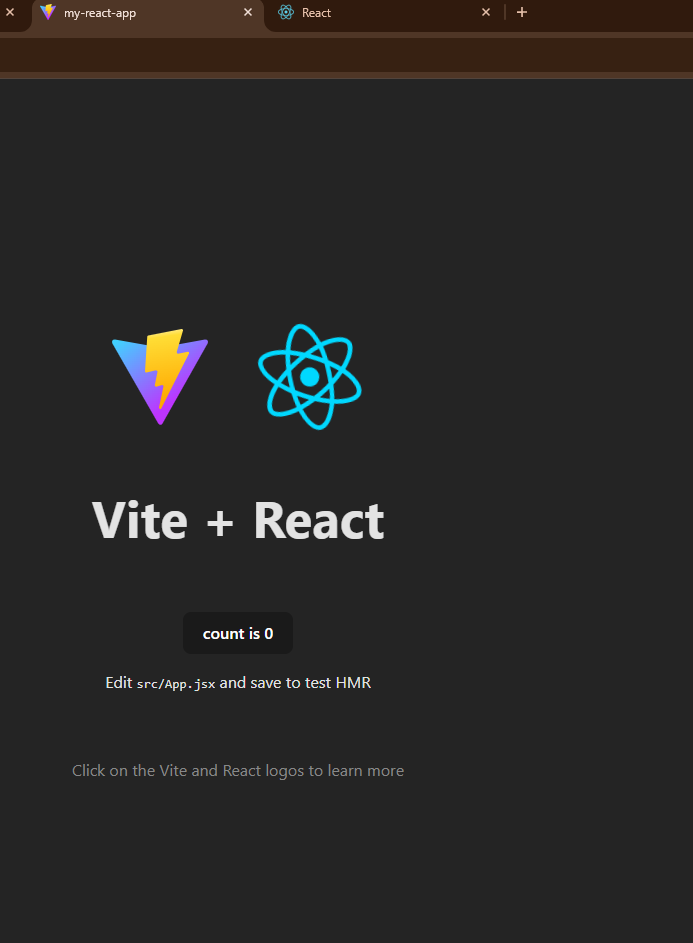 my-react-app
React
Vite + React
count is 0
Edit src/App.jsx and save to test HMR
Click on the Vite and React logos to learn more